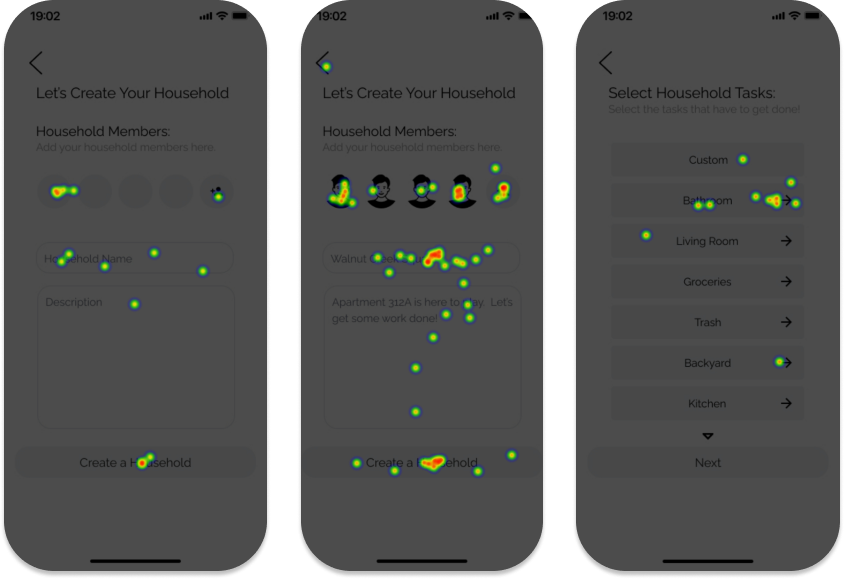 19:02
Let's Create Your Household
Household Members:
Add your household members here
Household Name
Description
Create a Household
19:02
Let's Create Your Household
Household Members:
Add your household members here
Walnut Creek
Apartment 312A is here to stay. Let's
get some work done!
Create a Household
19:02
Select Household Tasks:
Select the tasks that have to get done!
Custom
Bathroom
Living Room
Groceries
Trash
Backyard
Kitchen
Next